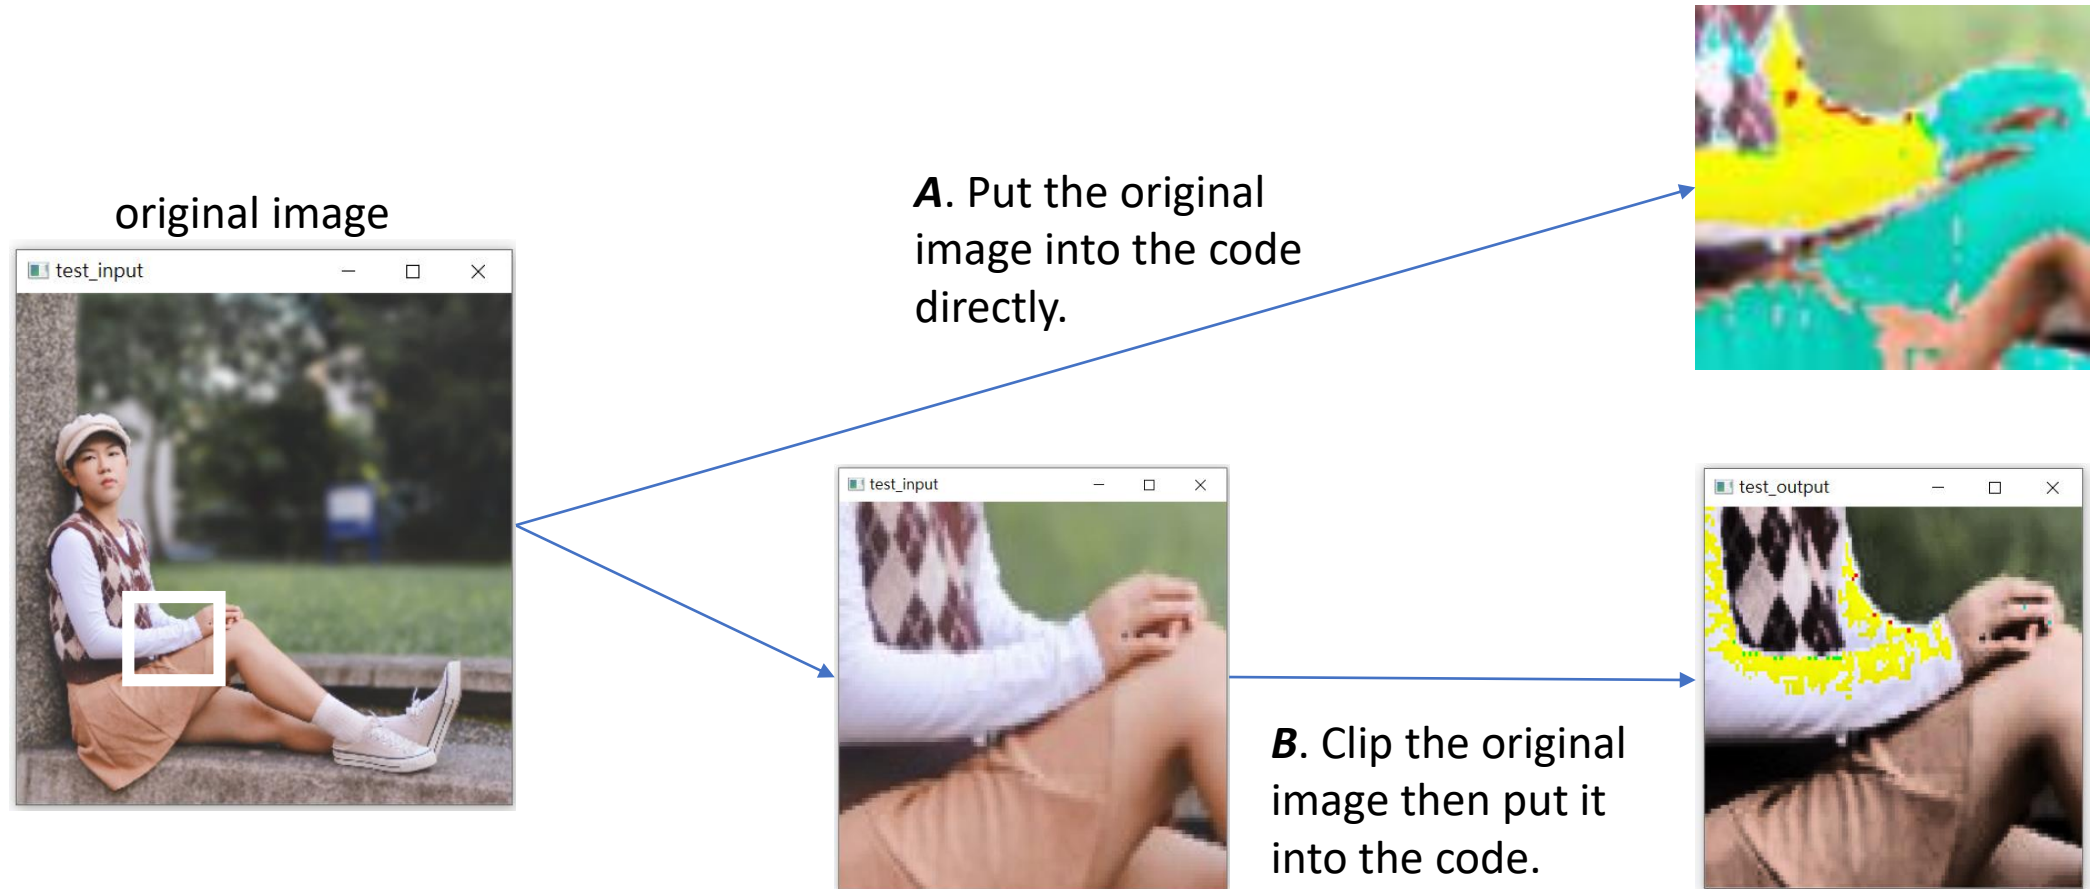 original image
test_input
A. Put the original
image into the code
directly.
test_input
test_output
B. Clip the original
image then put it
into the code.